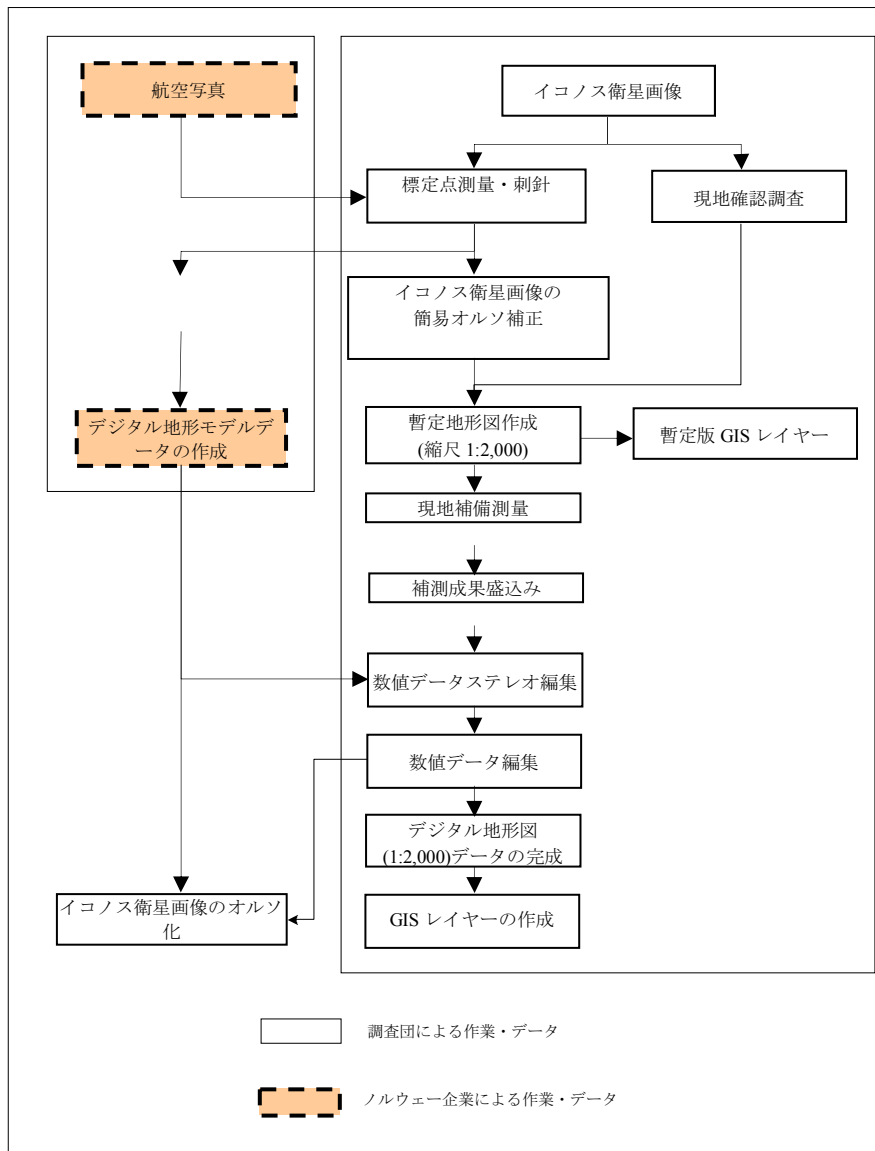 航空写真
イコノス衛星画像
標定点測量・刺針
現地確認調査
イコノス衛星画像の
簡易オルソ補正
デジタル地形モデルデ
ータの作成
暫定地形図作成
(縮尺 1:2,000)
暫定版 GIS レイヤー
現地補備測量
補測成果盛込み
数値データステレオ編集
数値データ編集
デジタル地形図
(1:2,000)データの完成
イコノス衛星画像のオルソ
化
GIS レイヤーの作成
調査団による作業・データ
ノルウェー企業による作業・データ